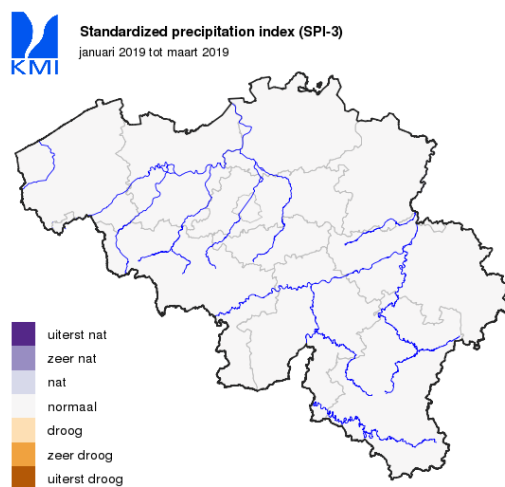 Standardized precipitation index (SPI-3)
januari 2019 tot maart 2019
KMI
uiterst nat
zeer nat
nat
normaal
droog
zeer droog
uiterst droog